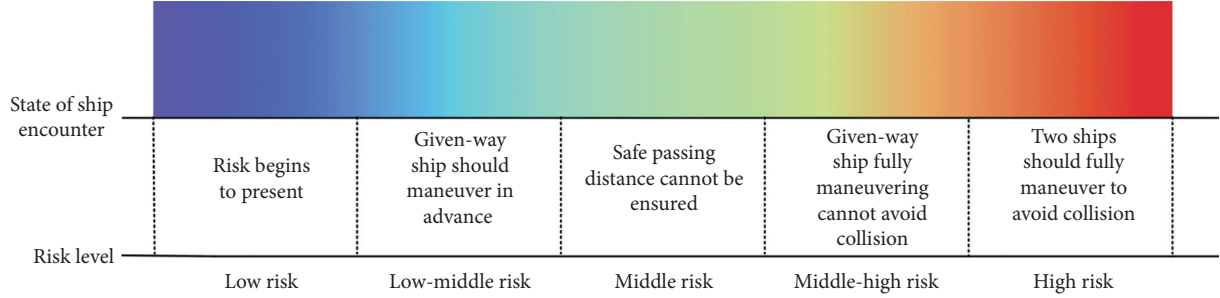 State of ship
encounter
Risk begins
to present
Given-way
ship should
maneuver in
advance
Safe passing
distance cannot be
ensured
Given-way
ship fully
maneuvering
cannot avoid
collision
Two ships
should fully
maneuver to
avoid collision
Risk level
Low risk
Low-middle risk
Middle risk
Middle-high risk
High risk